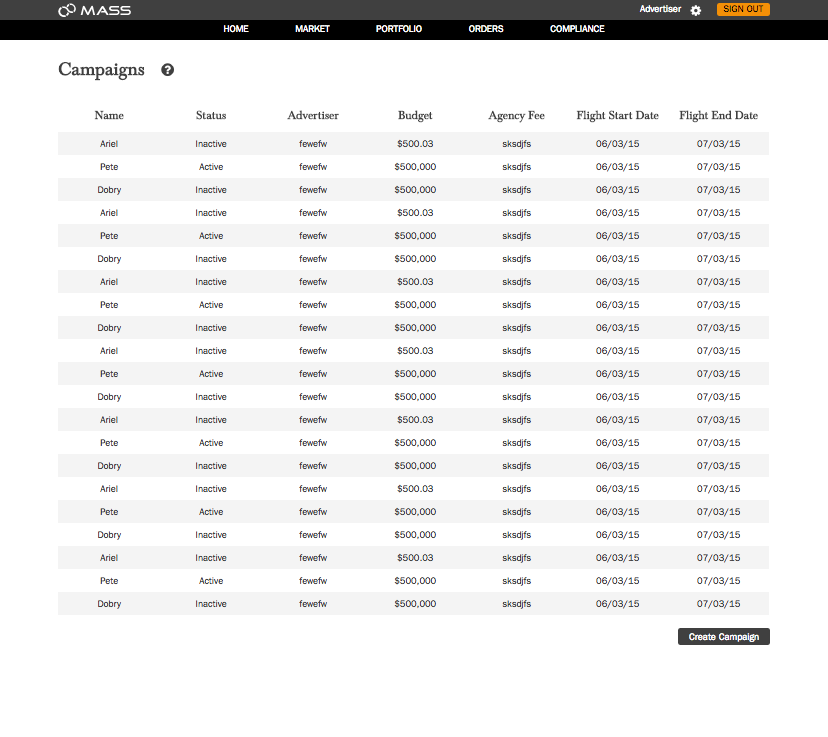 MASS Advertiser SIGN OUT
HOME MARKET PORTFOLIO ORDERS COMPLIANCE
Campaigns ?
Name Status Advertiser Budget Agency Fee Flight Start Date Flight End Date
Ariel Inactive fewefw $500.03 sksdjfs 06/03/15 07/03/15
Pete Active fewefw $500,000 sksdjfs 06/03/15 07/03/15
Dobry Inactive fewefw $500,000 sksdjfs 06/03/15 07/03/15
Ariel Inactive fewefw $500.03 sksdjfs 06/03/15 07/03/15
Pete Active fewefw $500,000 sksdjfs 06/03/15 07/03/15
Dobry Inactive fewefw $500,000 sksdjfs 06/03/15 07/03/15
Ariel Inactive fewefw $500.03 sksdjfs 06/03/15 07/03/15
Pete Active fewefw $500,000 sksdjfs 06/03/15 07/03/15
Dobry Inactive fewefw $500,000 sksdjfs 06/03/15 07/03/15
Ariel Inactive fewefw $500.03 sksdjfs 06/03/15 07/03/15
Pete Active fewefw $500,000 sksdjfs 06/03/15 07/03/15
Dobry Inactive fewefw $500,000 sksdjfs 06/03/15 07/03/15
Ariel Inactive fewefw $500.03 sksdjfs 06/03/15 07/03/15
Pete Active fewefw $500,000 sksdjfs 06/03/15 07/03/15
Dobry Inactive fewefw $500,000 sksdjfs 06/03/15 07/03/15
Ariel Inactive fewefw $500.03 sksdjfs 06/03/15 07/03/15
Pete Active fewefw $500,000 sksdjfs 06/03/15 07/03/15
Dobry Inactive fewefw $500,000 sksdjfs 06/03/15 07/03/15
Ariel Inactive fewefw $500.03 sksdjfs 06/03/15 07/03/15
Pete Active fewefw $500,000 sksdjfs 06/03/15 07/03/15
Dobry Inactive fewefw $500,000 sksdjfs 06/03/15 07/03/15
Create Campaign